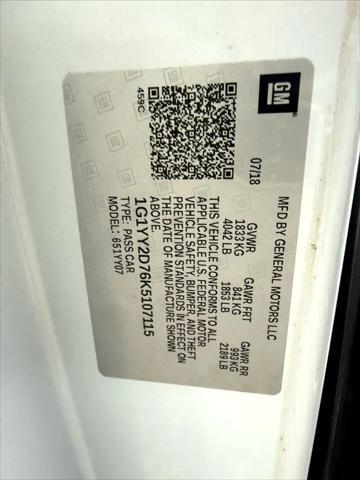 GM
MFD BY GENERAL MOTORS LLC
07/18
GVWR GAWR FRT GAWR RR
1833 KG 841 KG 993 KG
4042 LB 1853 LB 2189 LB
THIS VEHICLE CONFORMS TO ALL
APPLICABLE U.S. FEDERAL MOTOR
VEHICLE SAFETY, BUMPER, AND THEFT
PREVENTION STANDARDS IN EFFECT ON
THE DATE OF MANUFACTURE SHOWN
ABOVE.
1G1YY2D76K5107115
TYPE: PASS CAR
MODEL: 651YY07
459C